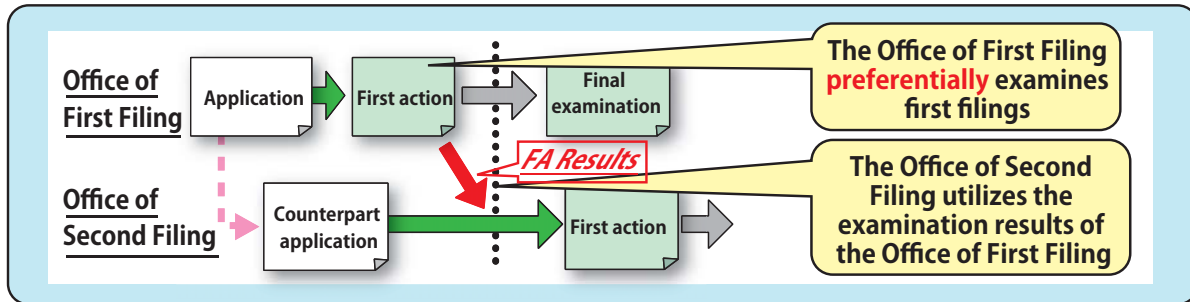 Office of
First Filing
Application
First action
Final
examination
The Office of First Filing
preferentially examines
first filings
FA Results
Office of
Second Filing
Counterpart
application
First action
The Office of Second
Filing utilizes the
examination results of
the Office of First Filing